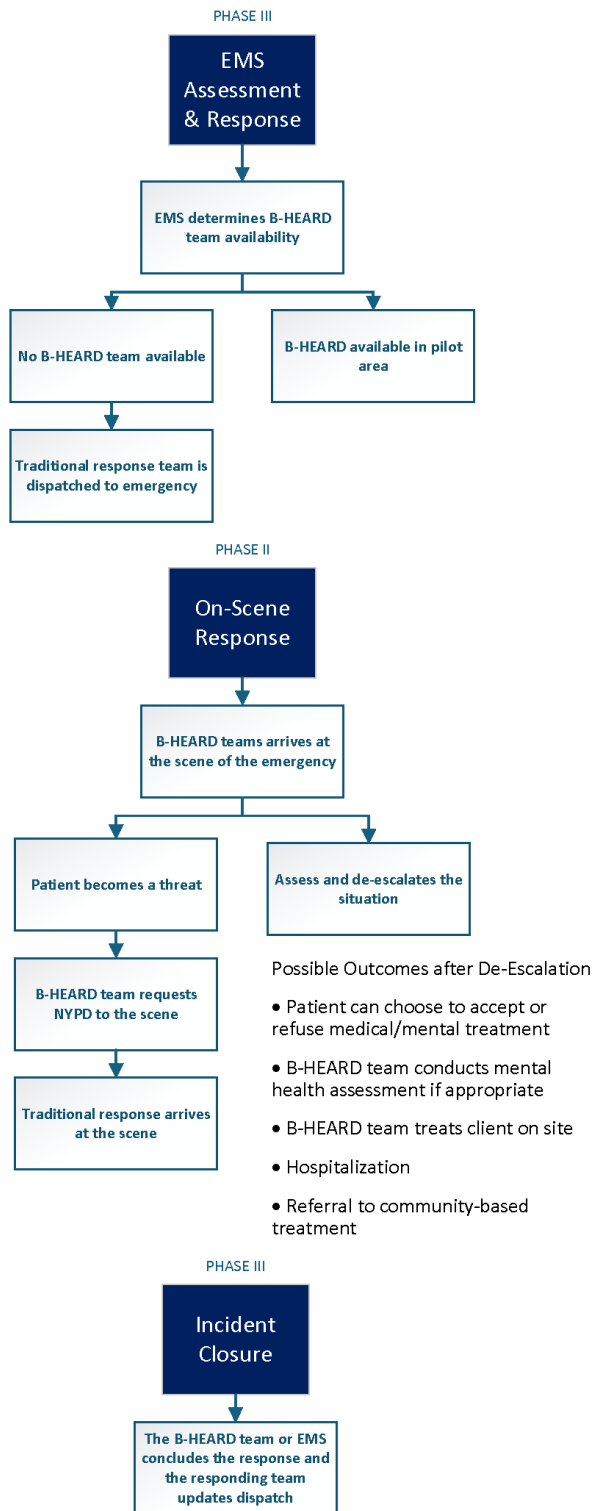 PHASE III
EMS
Assessment
& Response
EMS determines B-HEARD
team availability
No B-HEARD team available
B-HEARD available in pilot
area
Traditional response team is
dispatched to emergency
PHASE II
On-Scene
Response
B-HEARD teams arrives at
the scene of the emergency
Patient becomes a threat
Assess and de-escalates the
situation
B-HEARD team requests
NYPD to the scene
Traditional response arrives
at the scene
Possible Outcomes after De-Escalation
• Patient can choose to accept or
refuse medical/mental treatment
• B-HEARD team conducts mental
health assessment if appropriate
• B-HEARD team treats client on site
• Hospitalization
• Referral to community-based
treatment
PHASE III
Incident
Closure
The B-HEARD team or EMS
concludes the response and
the responding team
updates dispatch